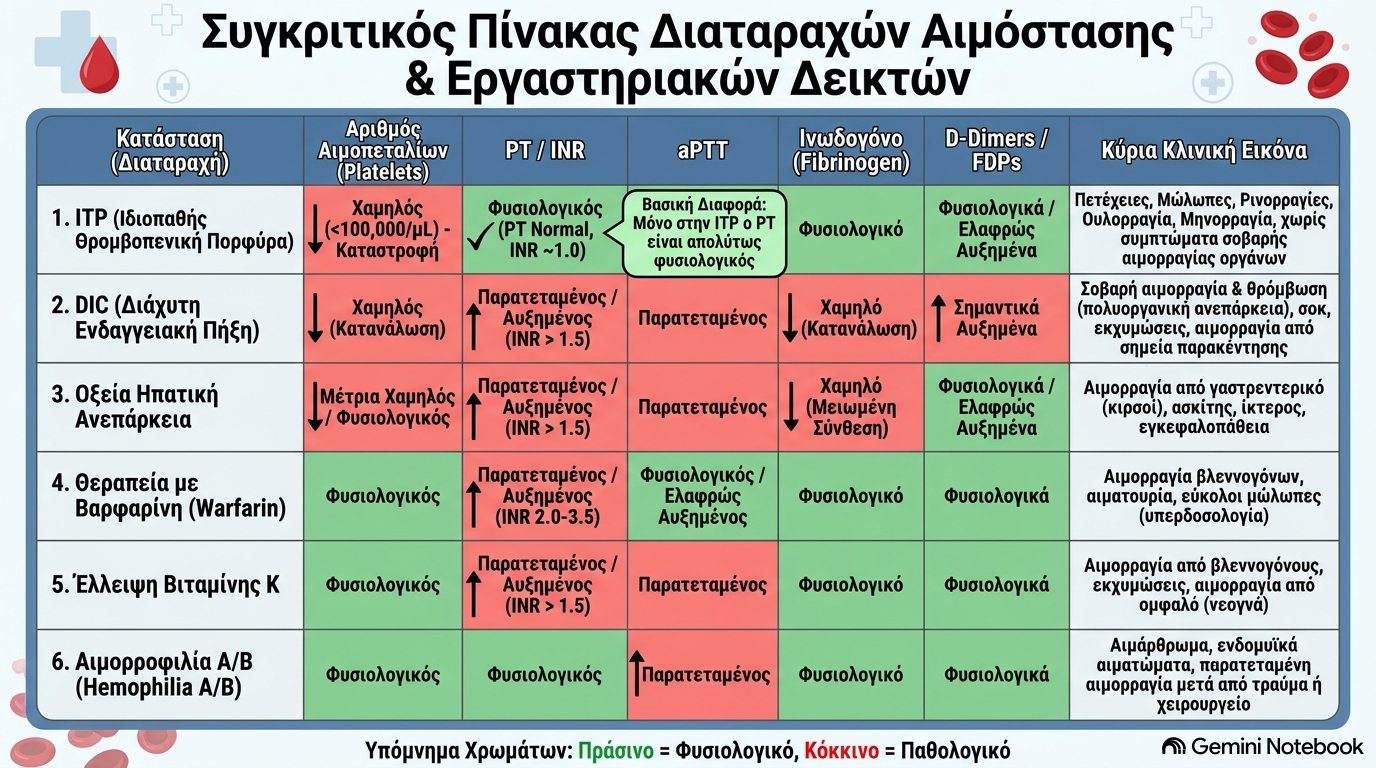 Συγκριτικός Πίνακας Διαταραχών Αιμόστασης
& Εργαστηριακών Δεικτών
Κατάσταση
(Διαταραχή)
Αριθμός
Αιμοπεταλίων
(Platelets)
PT / INR
aPTT
Ινωδογόνο
(Fibrinogen)
D-Dimers /
FDPs
Κύρια Κλινική Εικόνα
1. ITP (Ιδιοπαθής
Θρομβοπενική Πορφύρα)
Χαμηλός
(<100,000/μL) -
Καταστροφή
Φυσιολογικός
(PT Normal,
INR ~1.0)
Βασική Διαφορά:
Μόνο στην ITP ο PT
είναι απολύτως
φυσιολογικός
Φυσιολογικό
Φυσιολογικά /
Ελαφρώς
Αυξημένα
Πετέχειες, Μώλωπες, Ρινορραγίες,
Ουλορραγία, Μηνορραγία, χωρίς
συμπτώματα σοβαρής
αιμορραγίας οργάνων
2. DIC (Διάχυτη
Ενδαγγειακή Πήξη)
Χαμηλός
(Κατανάλωση)
Παρατεταμένος /
Αυξημένος
(INR > 1.5)
Παρατεταμένος
Χαμηλό
(Κατανάλωση)
Σημαντικά
Αυξημένα
Σοβαρή αιμορραγία & θρόμβωση
(πολυοργανική ανεπάρκεια), σοκ,
εκχυμώσεις, αιμορραγία από
σημεία παρακέντησης
3. Οξεία Ηπατική
Ανεπάρκεια
Μέτρια Χαμηλός
/ Φυσιολογικός
Παρατεταμένος /
Αυξημένος
(INR > 1.5)
Παρατεταμένος
Χαμηλό
(Μειωμένη
Σύνθεση)
Φυσιολογικά /
Ελαφρώς
Αυξημένα
Αιμορραγία από γαστρεντερικό
(κιρσοί), ασκίτης, ίκτερος,
εγκεφαλοπάθεια
4. Θεραπεία με
Βαρφαρίνη (Warfarin)
Φυσιολογικός
Παρατεταμένος /
Αυξημένος
(INR 2.0-3.5)
Φυσιολογικός /
Ελαφρώς
Αυξημένος
Φυσιολογικό
Φυσιολογικά
Αιμορραγία βλεννογόνων,
αιματουρία, εύκολοι μώλωπες
(υπερδοσολογία)
5. Έλλειψη Βιταμίνης Κ
Φυσιολογικός
Παρατεταμένος /
Αυξημένος
(INR > 1.5)
Παρατεταμένος
Φυσιολογικό
Φυσιολογικά
Αιμορραγία από βλεννογόνους,
εκχυμώσεις, αιμορραγία από
ομφαλό (νεογνά)
6. Αιμορροφιλία Α/Β
(Hemophilia A/B)
Φυσιολογικός
Φυσιολογικός
Παρατεταμένος
Φυσιολογικό
Φυσιολογικά
Αιμάρθρωμα, ενδομυϊκά
αιματώματα, παρατεταμένη
αιμορραγία μετά από τραύμα ή
χειρουργείο
Υπόμνημα Χρωμάτων: Πράσινο = Φυσιολογικό, Κόκκινο = Παθολογικό
Gemini Notebook